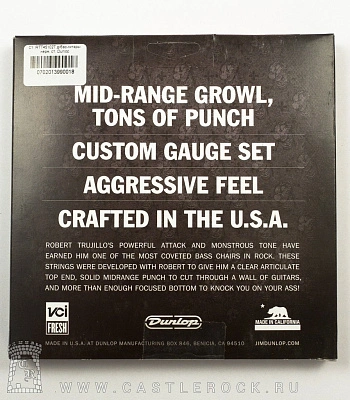 0702013990018
MID-RANGE GROWL,
TONS OF PUNCH
CUSTOM GAUGE SET
AGGRESSIVE FEEL
CRAFTED IN THE U.S.A.
ROBERT TRUJILLO'S POWERFUL ATTACK AND MONSTROUS TONE HAVE
EARNED HIM ONE OF THE MOST COVETED BASS CHAIRS IN ROCK. THESE
STRINGS WERE DEVELOPED WITH ROBERT TO GIVE HIM A CLEAR ARTICULATE
TOP END, SOLID MIDRANGE PUNCH TO CUT THROUGH A WALL OF GUITARS,
AND MORE THAN ENOUGH FOCUSED BOTTOM TO KNOCK YOU ON YOUR ASS!
VCI
FRESH
Dunlop
MADE IN CALIFORNIA
MADE IN U.S.A. AT DUNLOP MANUFACTURING BOX 846, BENICIA, CA 94510
JIMDUNLOP.COM
WWW.CASTLEROCK.RU